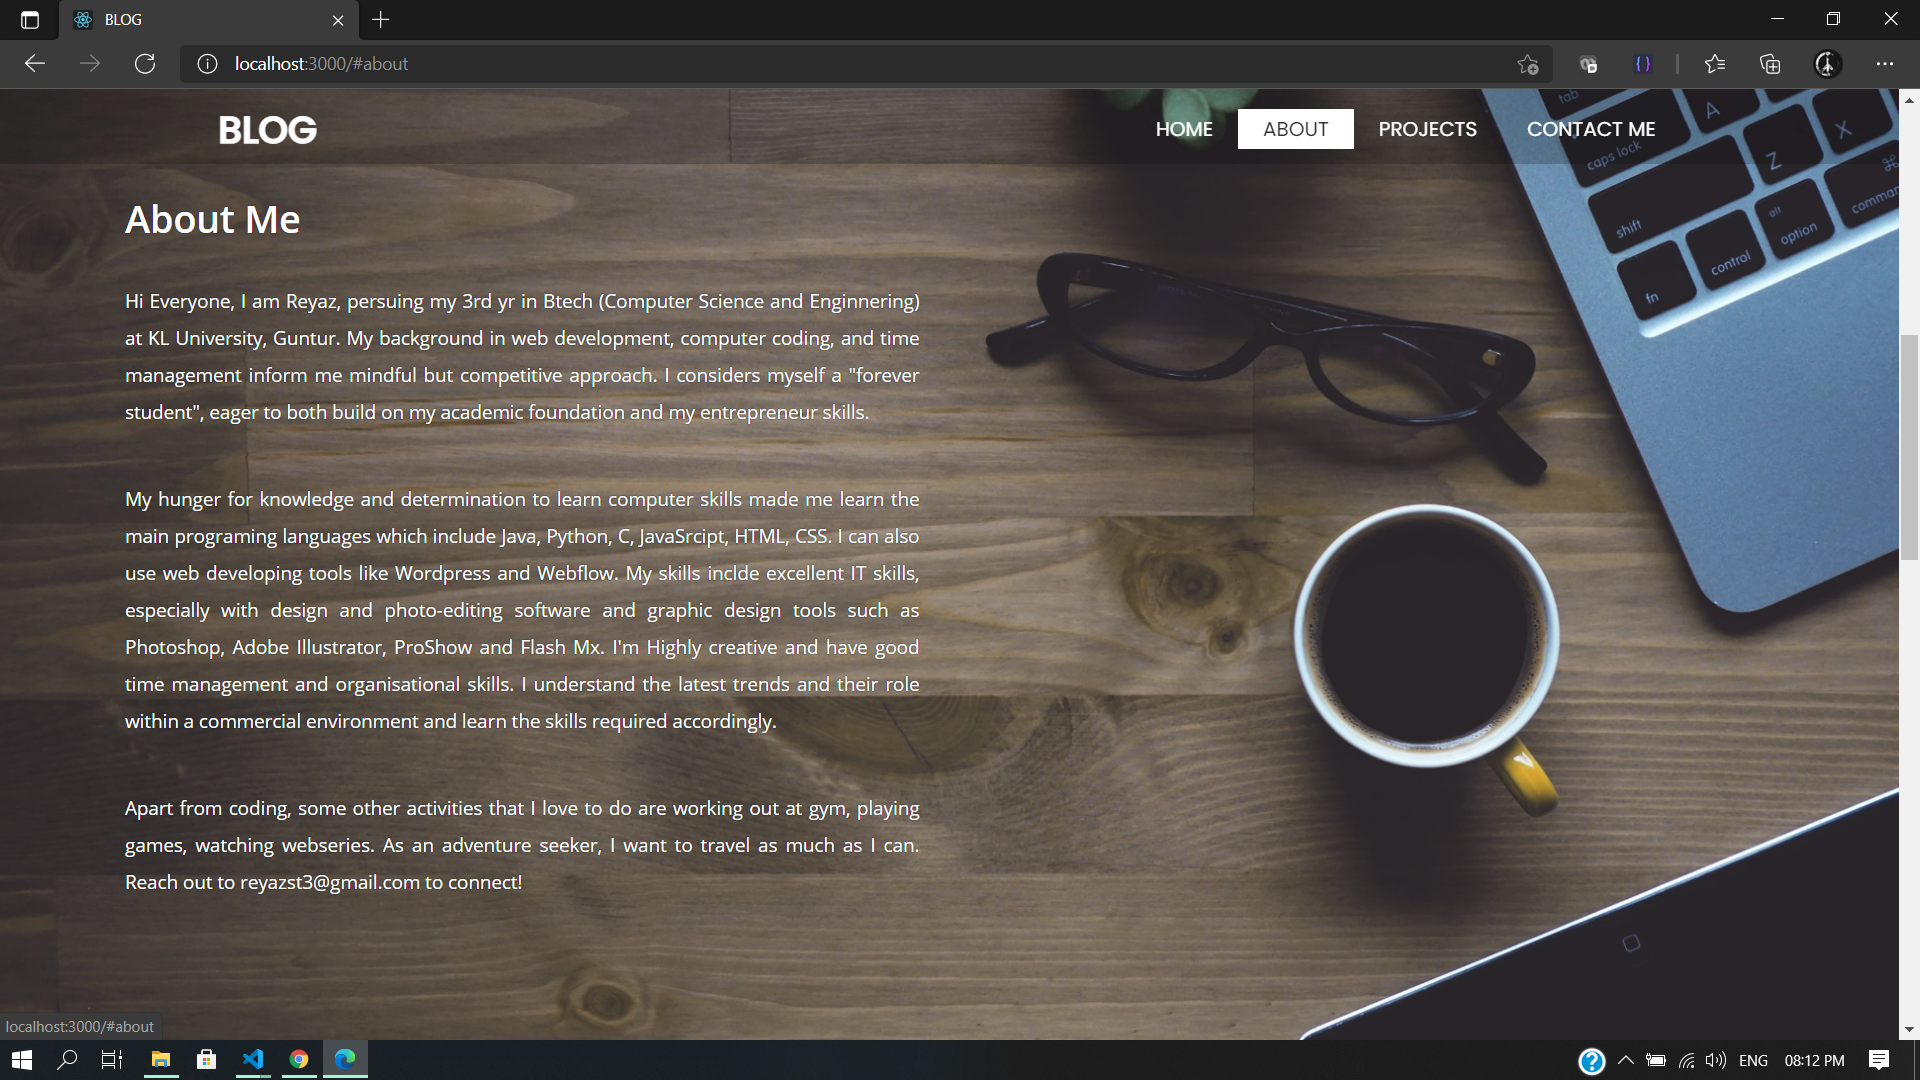 BLOG
localhost:3000/#about
BLOG
HOME ABOUT PROJECTS CONTACT ME
tab
A
caps lock
Z
X
shift
alt
option
command
control
fn
About Me
Hi Everyone, I am Reyaz, persuing my 3rd yr in Btech (Computer Science and Enginnering)
at KL University, Guntur. My background in web development, computer coding, and time
management inform me mindful but competitive approach. I considers myself a "forever
student", eager to both build on my academic foundation and my entrepreneur skills.
My hunger for knowledge and determination to learn computer skills made me learn the
main programing languages which include Java, Python, C, JavaSrcipt, HTML, CSS. I can also
use web developing tools like Wordpress and Webflow. My skills inclde excellent IT skills,
especially with design and photo-editing software and graphic design tools such as
Photoshop, Adobe Illustrator, ProShow and Flash Mx. I'm Highly creative and have good
time management and organisational skills. I understand the latest trends and their role
within a commercial environment and learn the skills required accordingly.
Apart from coding, some other activities that I love to do are working out at gym, playing
games, watching webseries. As an adventure seeker, I want to travel as much as I can.
Reach out to reyazst3@gmail.com to connect!
localhost:3000/#about
ENG 08:12 PM